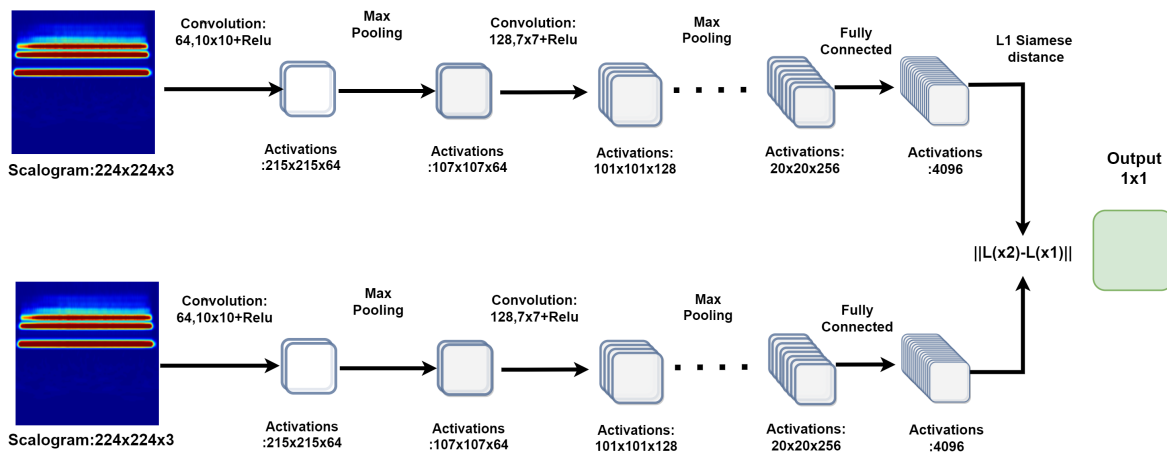 Convolution:
64,10x10+Relu
Max
Pooling
Convolution:
128,7x7+Relu
Max
Pooling
Fully
Connected
L1 Siamese
distance
Scalogram:224x224x3
Activations
:215x215x64
Activations
:107x107x64
Activations:
101x101x128
Activations:
20x20x256
Activations
:4096
Output
1x1
||L(x2)-L(x1)||
Convolution:
64,10x10+Relu
Max
Pooling
Convolution:
128,7x7+Relu
Max
Pooling
Fully
Connected
Scalogram:224x224x3
Activations
:215x215x64
Activations
:107x107x64
Activations:
101x101x128
Activations:
20x20x256
Activations
:4096